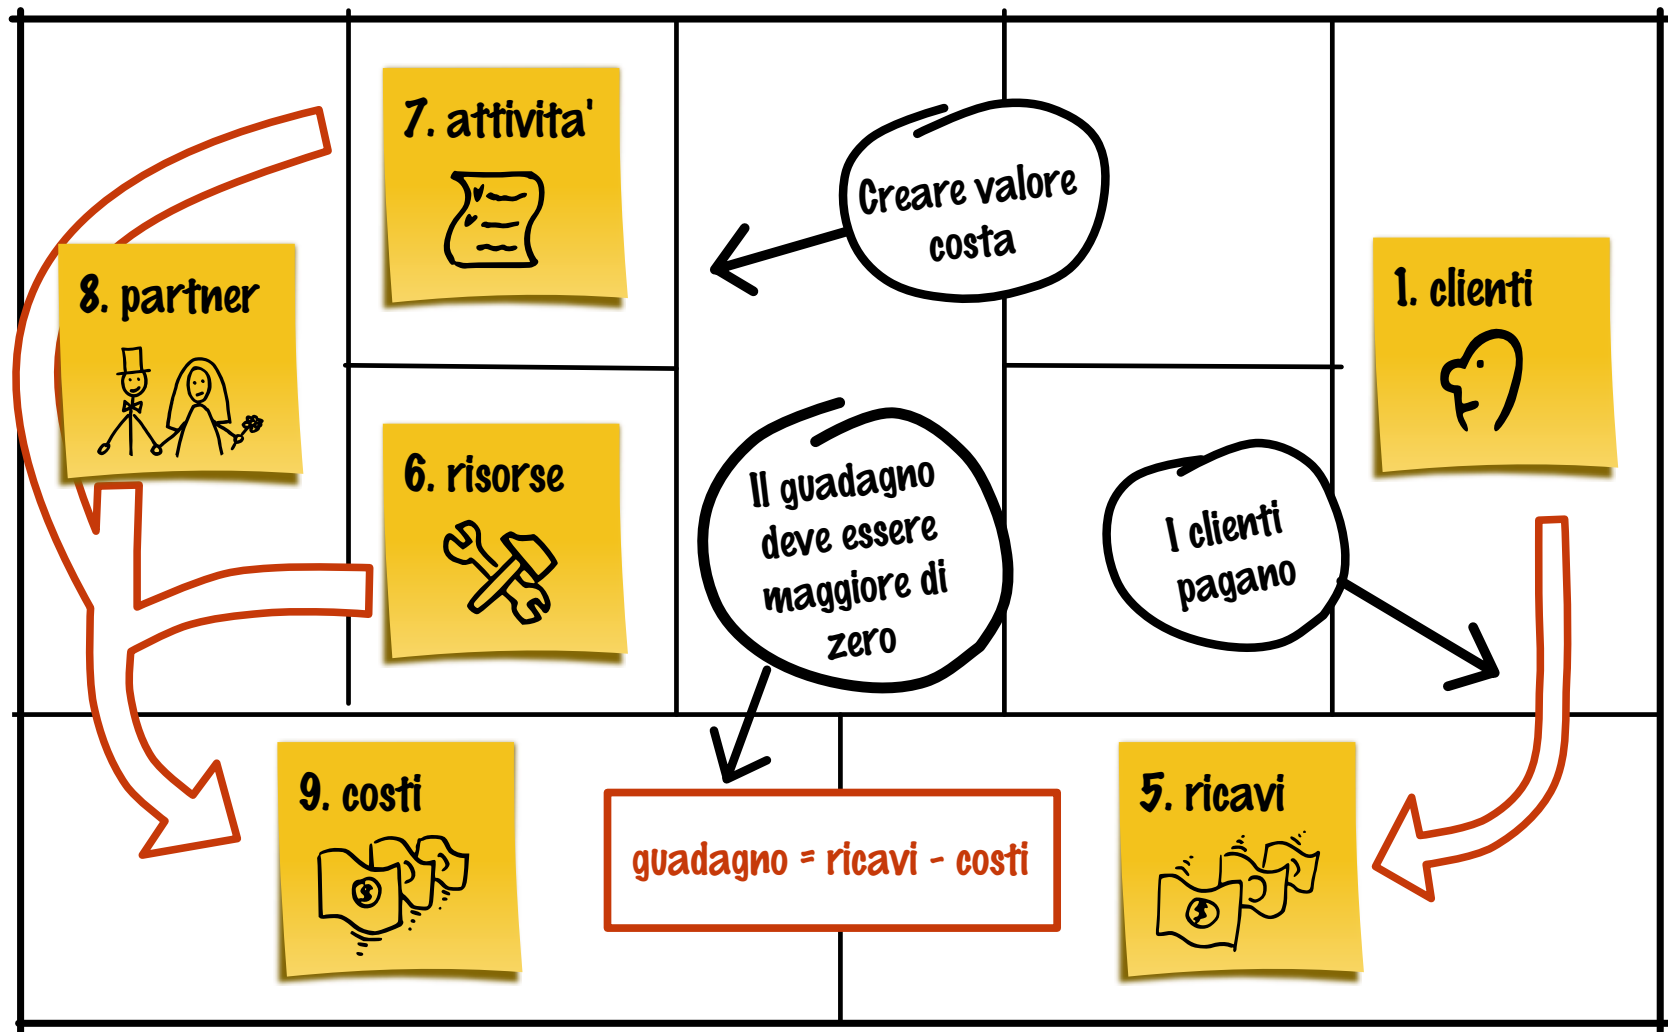 7. attivita'
Creare valore
costa
8. partner
1. clienti
6. risorse
Il guadagno
deve essere
maggiore di
zero
I clienti
pagano
9. costi
guadagno = ricavi - costi
5. ricavi